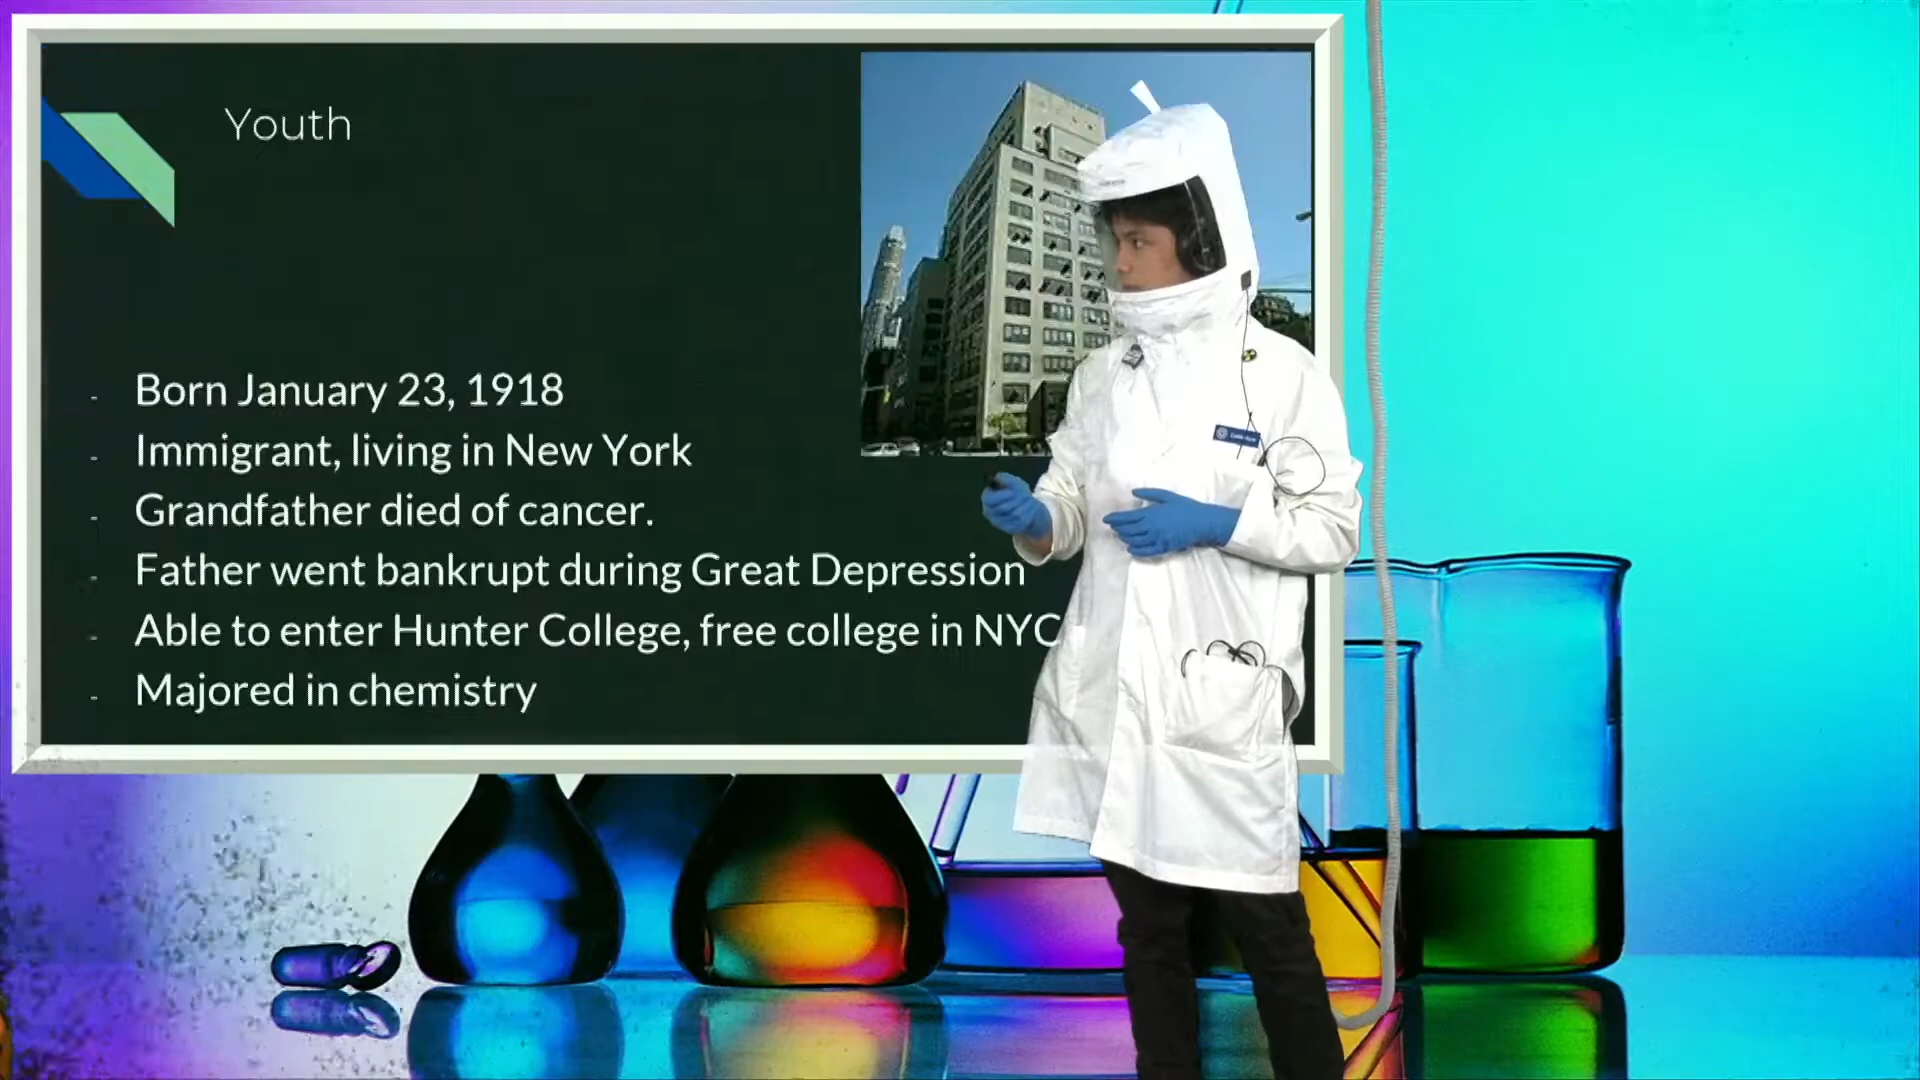 Youth
- Born January 23, 1918
- Immigrant, living in New York
- Grandfather died of cancer.
- Father went bankrupt during Great Depression
- Able to enter Hunter College, free college in NYC
- Majored in chemistry